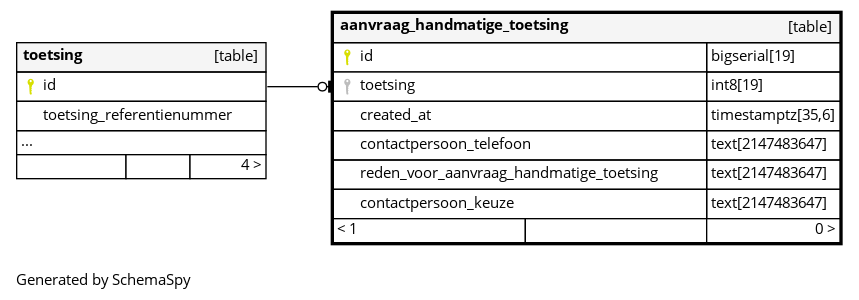 toetsing [table]
id
toetsing_referentienummer
...
4 >
aanvraag_handmatige_toetsing [table]
id bigserial[19]
toetsing int8[19]
created_at timestamptz[35,6]
contactpersoon_telefoon text[2147483647]
reden_voor_aanvraag_handmatige_toetsing text[2147483647]
contactpersoon_keuze text[2147483647]
< 1 0 >
Generated by SchemaSpy